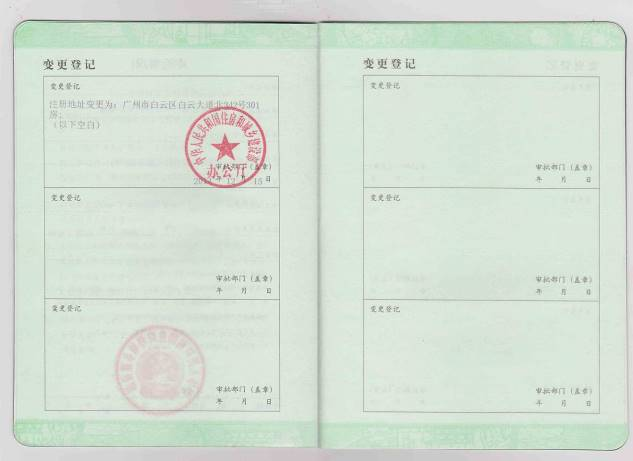 变更登记
变更登记
注册地址变更为：广州市白云区白云大道北342号301
房；
（以下空白）
中华人民共和国住房和城乡建设部
办公厅
审批部门（盖章）
年 12 月 15 日
变更登记
审批部门（盖章）
年 月 日
变更登记
审批部门（盖章）
年 月 日
变更登记
变更登记
审批部门（盖章）
年 月 日
变更登记
审批部门（盖章）
年 月 日
变更登记
审批部门（盖章）
年 月 日